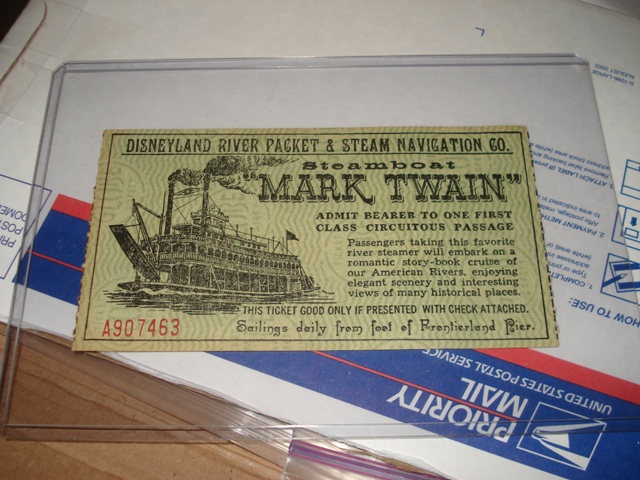 DISNEYLAND RIVER PACKET & STEAM NAVIGATION CO.
Steamboat
"MARK TWAIN"
ADMIT BEARER TO ONE FIRST
CLASS CIRCUITOUS PASSAGE
Passengers taking this favorite
river steamer will embark on a
romantic story-book cruise of
our American Rivers, enjoying
elegant scenery and interesting
views of many historical places.
THIS TICKET GOOD ONLY IF PRESENTED WITH CHECK ATTACHED.
A907463
Sailings daily from foot of Frontierland Pier.
HOW TO USE:
UNITED STATES POSTAL SERVICE
PRIORITY
MAIL